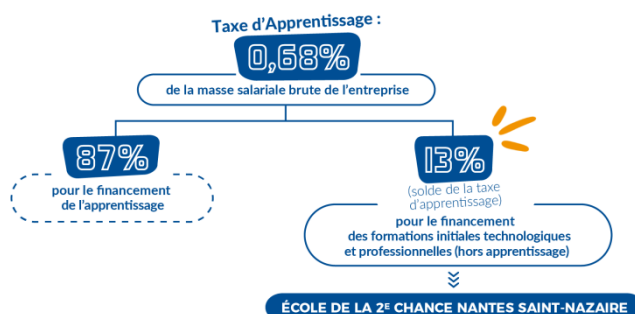 Taxe d’Apprentissage :
0,68%
de la masse salariale brute de l’entreprise
87%
pour le financement
de l’apprentissage
13%
(solde de la taxe
d’apprentissage)
pour le financement
des formations initiales technologiques
et professionnelles (hors apprentissage)
ÉCOLE DE LA 2ᴱ CHANCE NANTES SAINT-NAZAIRE